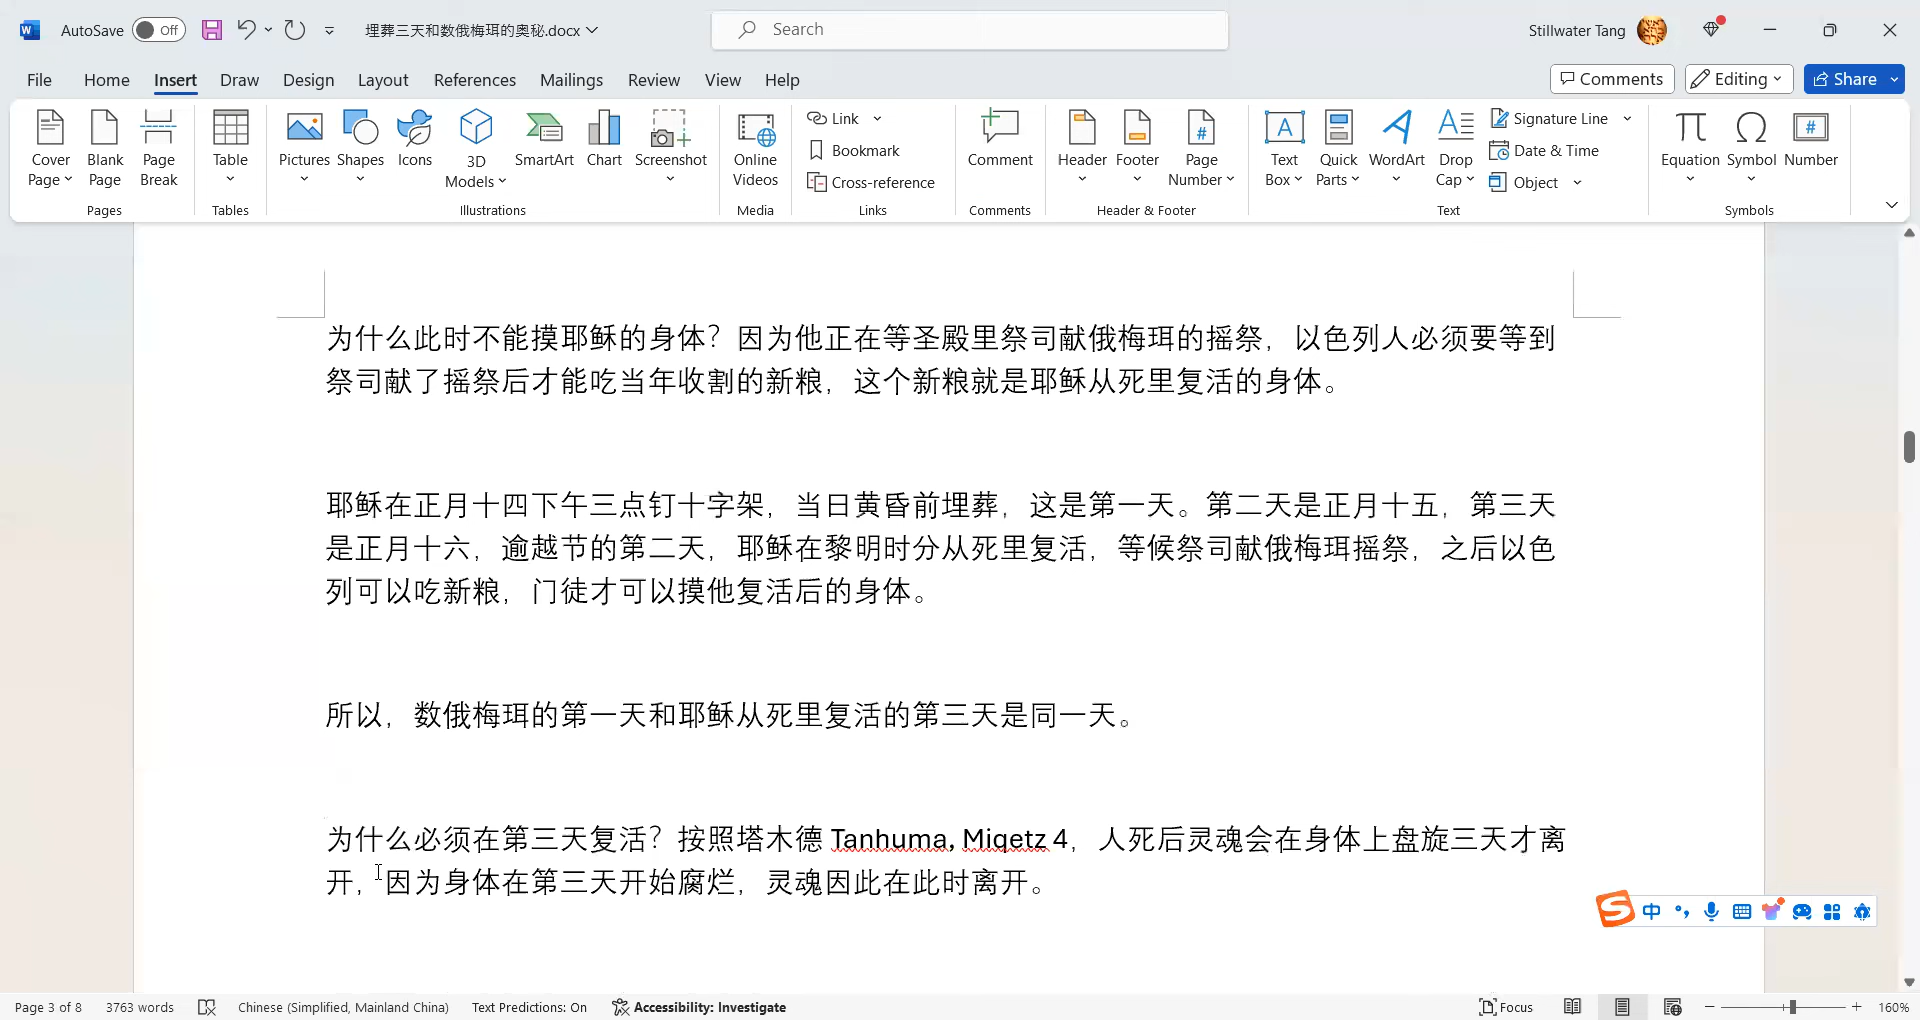 AutoSave Off 埋葬三天和数俄梅珥的奥秘.docx Search Stillwater Tang
File Home Insert Draw Design Layout References Mailings Review View Help Comments Editing Share
Cover Page Blank Page Page Break
Pages
Table
Tables
Pictures Shapes Icons 3D Models SmartArt Chart Screenshot
Illustrations
Online Videos
Media
Link
Bookmark
Cross-reference
Links
Comment
Comments
Header Footer Page Number
Header & Footer
Text Box Quick Parts WordArt Drop Cap
Signature Line
Date & Time
Object
Text
Equation Symbol Number
Symbols
为什么此时不能摸耶稣的身体？因为他正在等圣殿里祭司献俄梅珥的摇祭，以色列人必须要等到
祭司献了摇祭后才能吃当年收割的新粮，这个新粮就是耶稣从死里复活的身体。
耶稣在正月十四下午三点钉十字架，当日黄昏前埋葬，这是第一天。第二天是正月十五，第三天
是正月十六，逾越节的第二天，耶稣在黎明时分从死里复活，等候祭司献俄梅珥摇祭，之后以色
列可以吃新粮，门徒才可以摸他复活后的身体。
所以，数俄梅珥的第一天和耶稣从死里复活的第三天是同一天。
为什么必须在第三天复活？按照塔木德 Tanhuma, Miqetz 4，人死后灵魂会在身体上盘旋三天才离
开，因为身体在第三天开始腐烂，灵魂因此在此时离开。
中
Page 3 of 8 3763 words Chinese (Simplified, Mainland China) Text Predictions: On Accessibility: Investigate Focus 160%